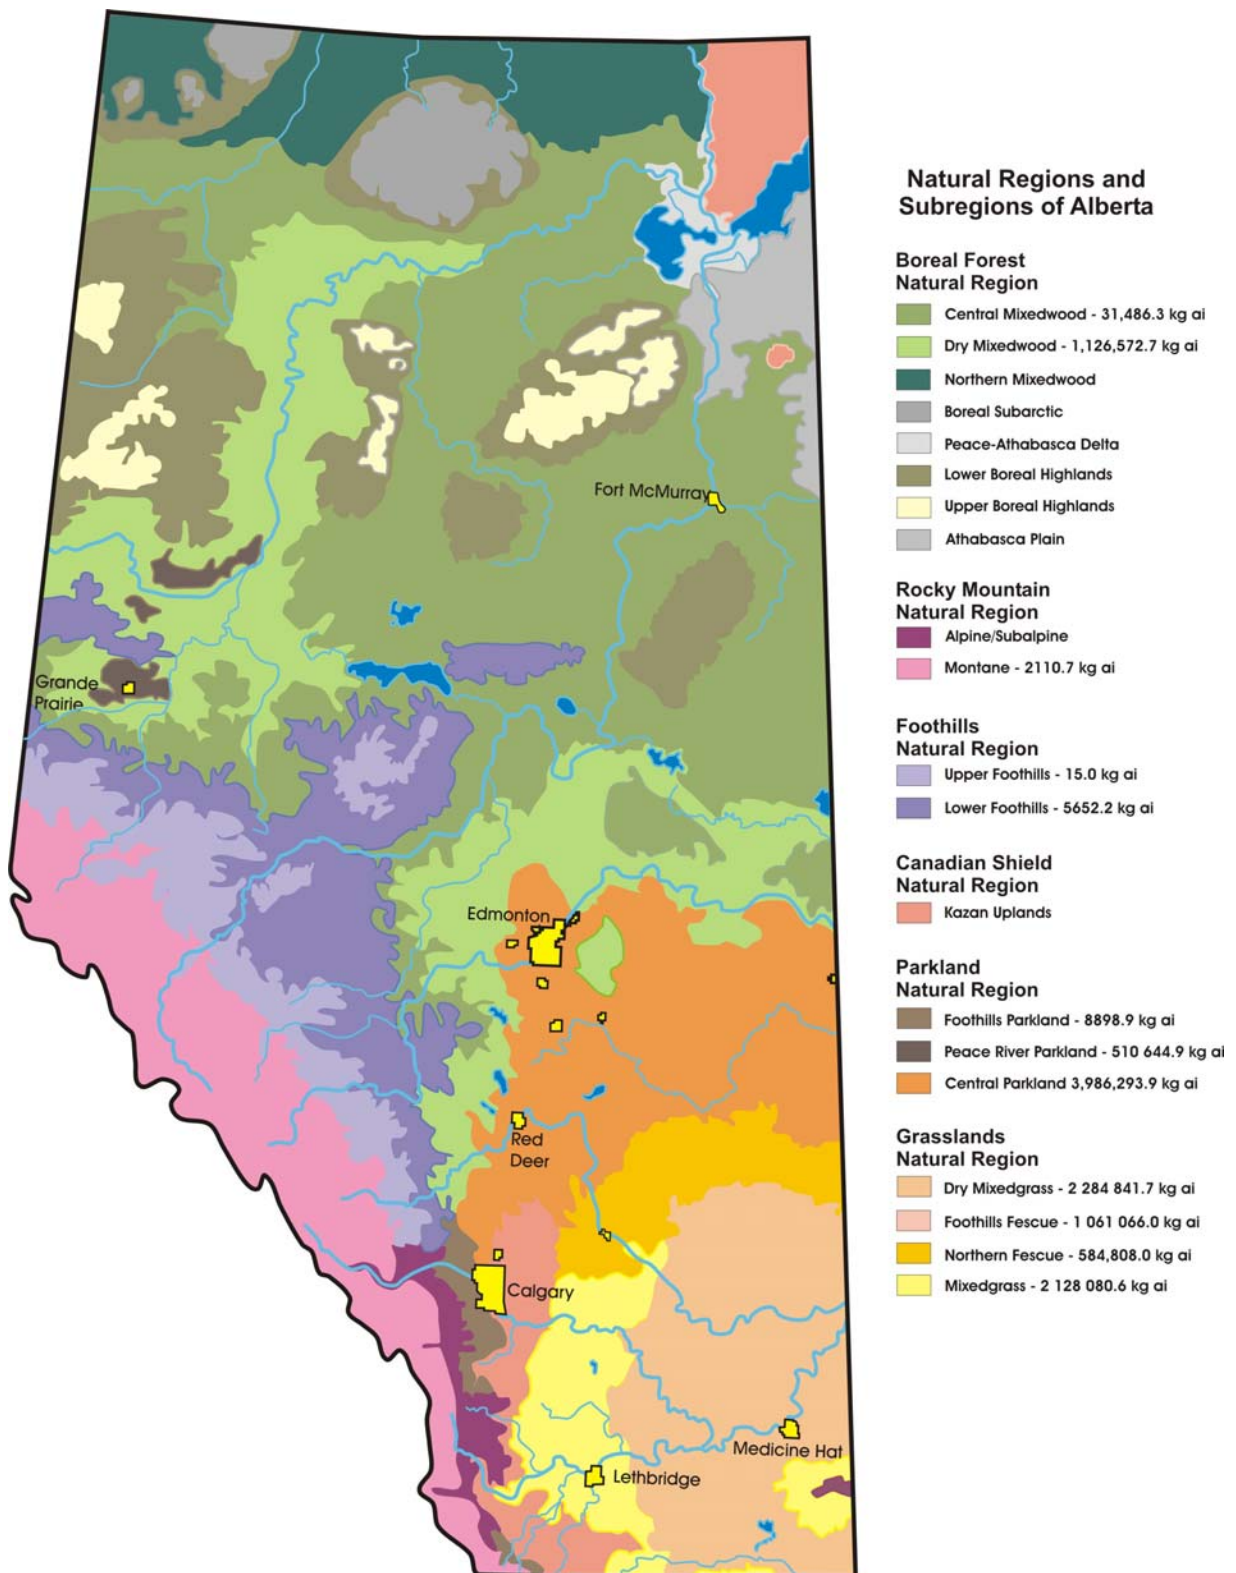 Natural Regions and
Subregions of Alberta
Boreal Forest
Natural Region
Central Mixedwood - 31,486.3 kg ai
Dry Mixedwood - 1,126,572.7 kg ai
Northern Mixedwood
Boreal Subarctic
Peace-Athabasca Delta
Lower Boreal Highlands
Upper Boreal Highlands
Athabasca Plain
Rocky Mountain
Natural Region
Alpine/Subalpine
Montane - 2110.7 kg ai
Foothills
Natural Region
Upper Foothills - 15.0 kg ai
Lower Foothills - 5652.2 kg ai
Canadian Shield
Natural Region
Kazan Uplands
Parkland
Natural Region
Foothills Parkland - 8898.9 kg ai
Peace River Parkland - 510 644.9 kg ai
Central Parkland 3,986,293.9 kg ai
Grasslands
Natural Region
Dry Mixedgrass - 2 284 841.7 kg ai
Foothills Fescue - 1 061 066.0 kg ai
Northern Fescue - 584,808.0 kg ai
Mixedgrass - 2 128 080.6 kg ai
Fort McMurray
Grande
Prairie
Edmonton
Red
Deer
Calgary
Medicine Hat
Lethbridge